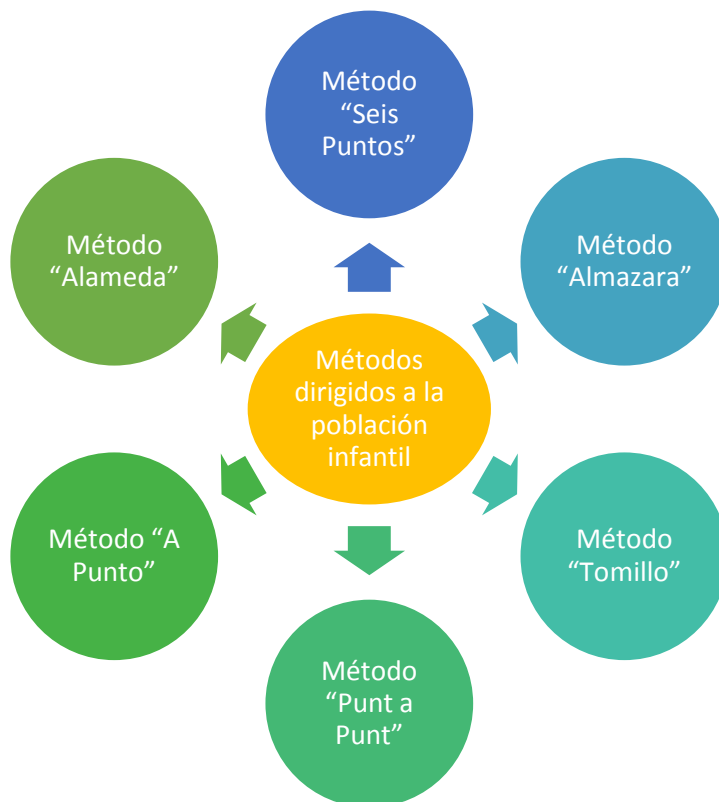 Método
“Seis
Puntos”
Método
“Alameda”
Método
“Almazara”
Métodos
dirigidos a la
población
infantil
Método “A
Punto”
Método
“Tomillo”
Método
“Punt a
Punt”